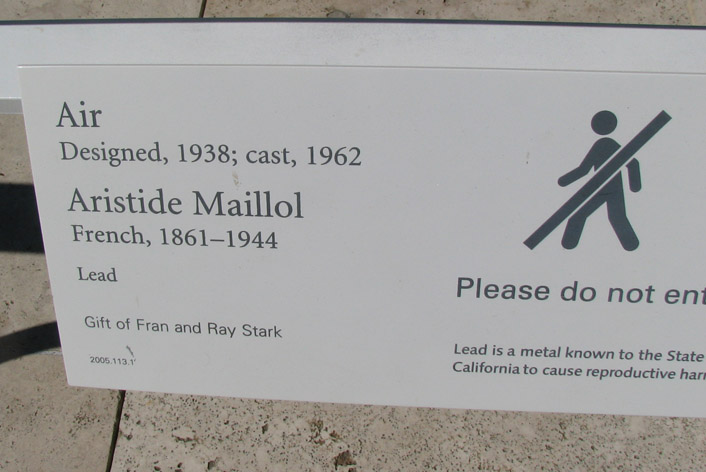 Air
Designed, 1938; cast, 1962
Aristide Maillol
French, 1861–1944
Lead
Gift of Fran and Ray Stark
2005.113.1
Please do not ent
Lead is a metal known to the State
California to cause reproductive harm